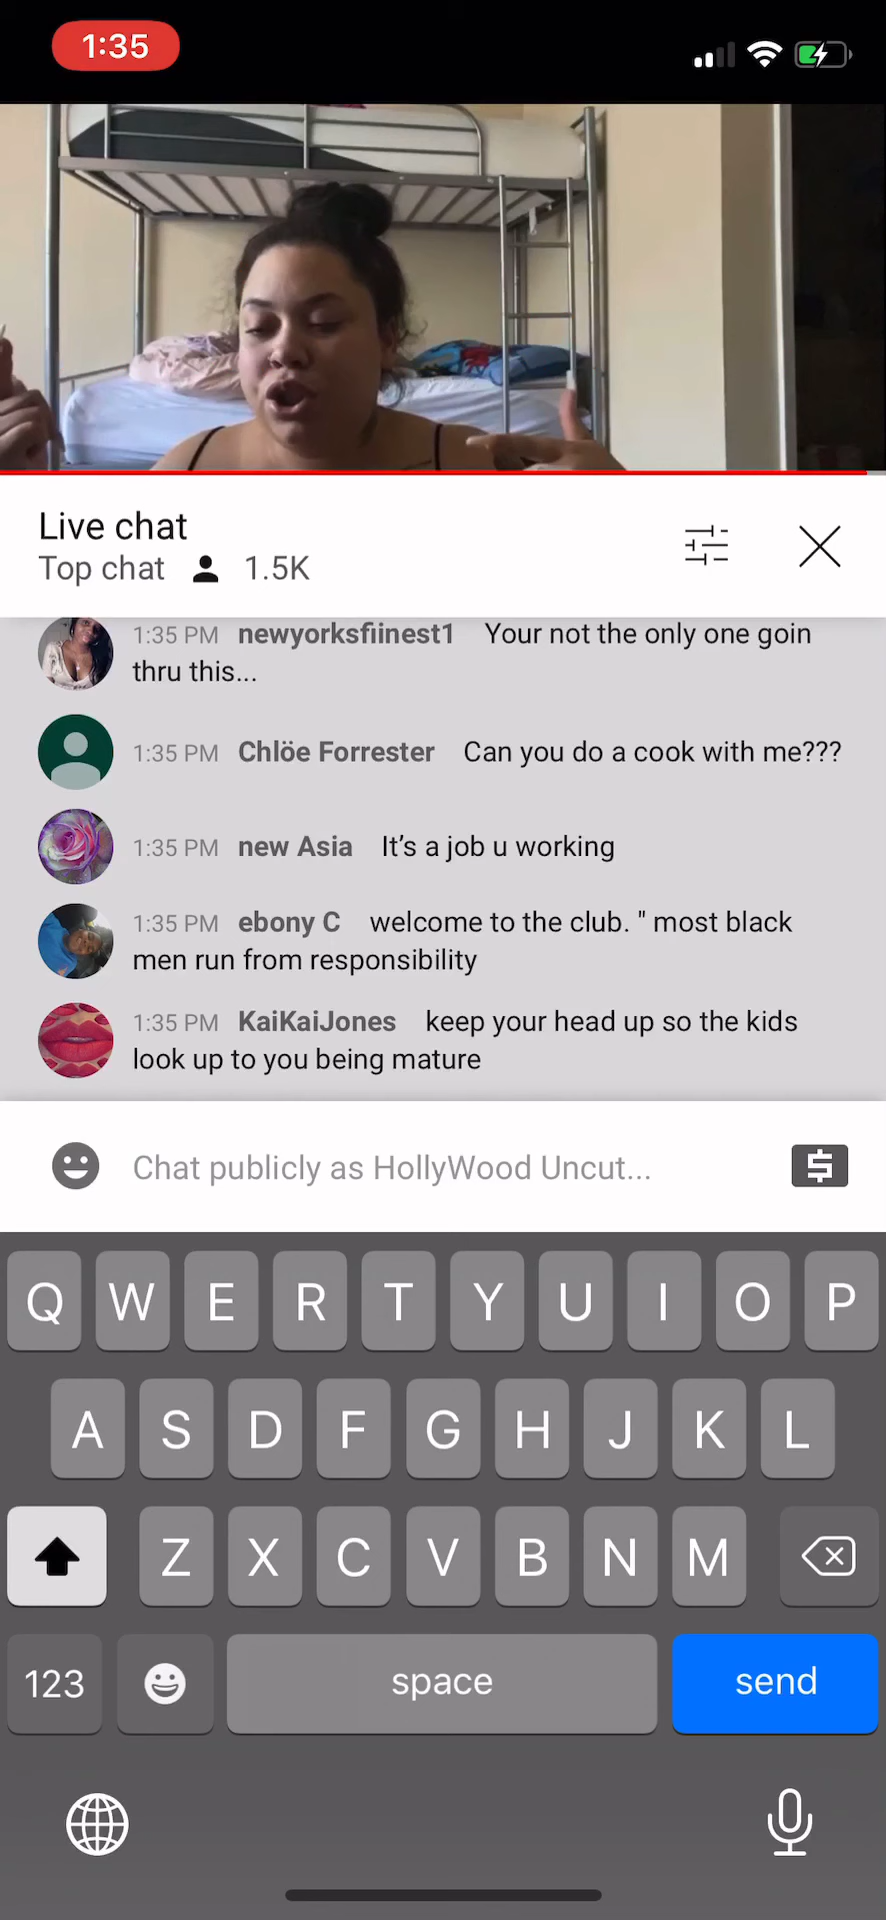 1:35
Live chat
Top chat 1.5K
1:35 PM newyorksfiinest1 Your not the only one goin
thru this...
1:35 PM Chlöe Forrester Can you do a cook with me???
1:35 PM new Asia It’s a job u working
1:35 PM ebony C welcome to the club. " most black
men run from responsibility
1:35 PM KaiKaiJones keep your head up so the kids
look up to you being mature
Chat publicly as HollyWood Uncut...
Q W E R T Y U I O P
A S D F G H J K L
Z X C V B N M
123 space send